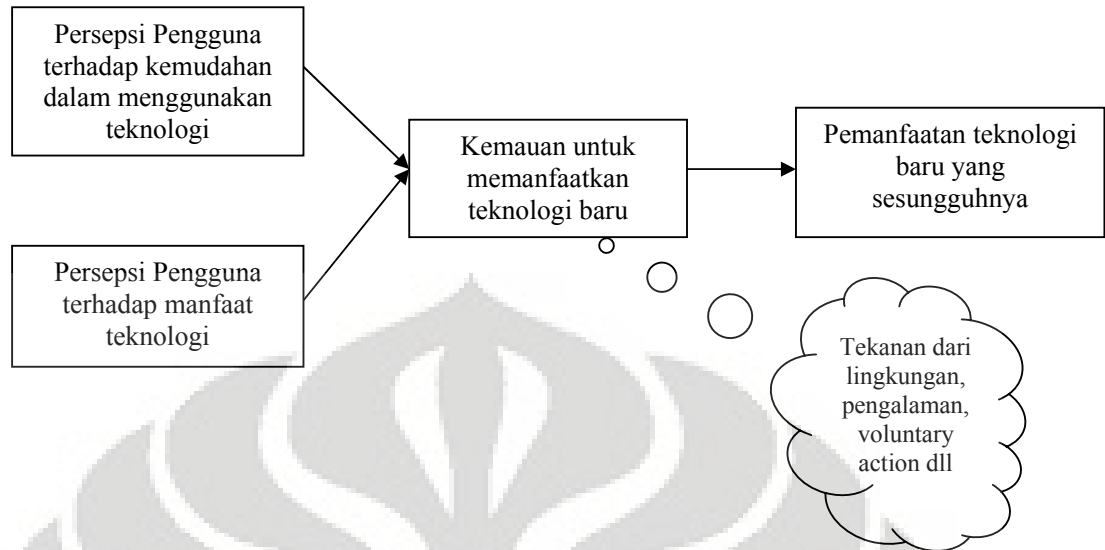 Persepsi Pengguna
terhadap kemudahan
dalam menggunakan
teknologi
Persepsi Pengguna
terhadap manfaat
teknologi
Kemauan untuk
memanfaatkan
teknologi baru
Pemanfaatan teknologi
baru yang
sesungguhnya
Tekanan dari
lingkungan,
pengalaman,
voluntary
action dll